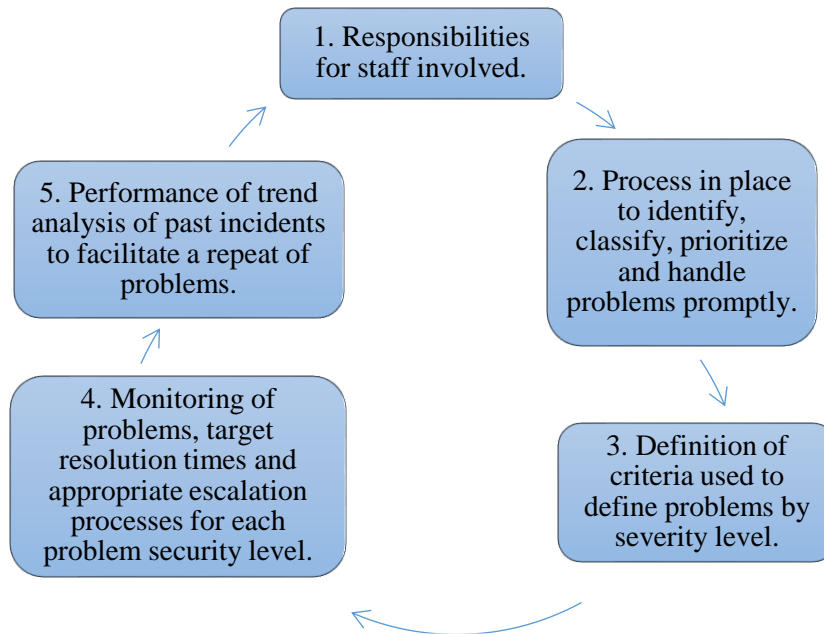 1. Responsibilities
for staff involved.
2. Process in place
to identify,
classify, prioritize
and handle
problems promptly.
3. Definition of
criteria used to
define problems by
severity level.
4. Monitoring of
problems, target
resolution times and
appropriate escalation
processes for each
problem security level.
5. Performance of trend
analysis of past incidents
to facilitate a repeat of
problems.